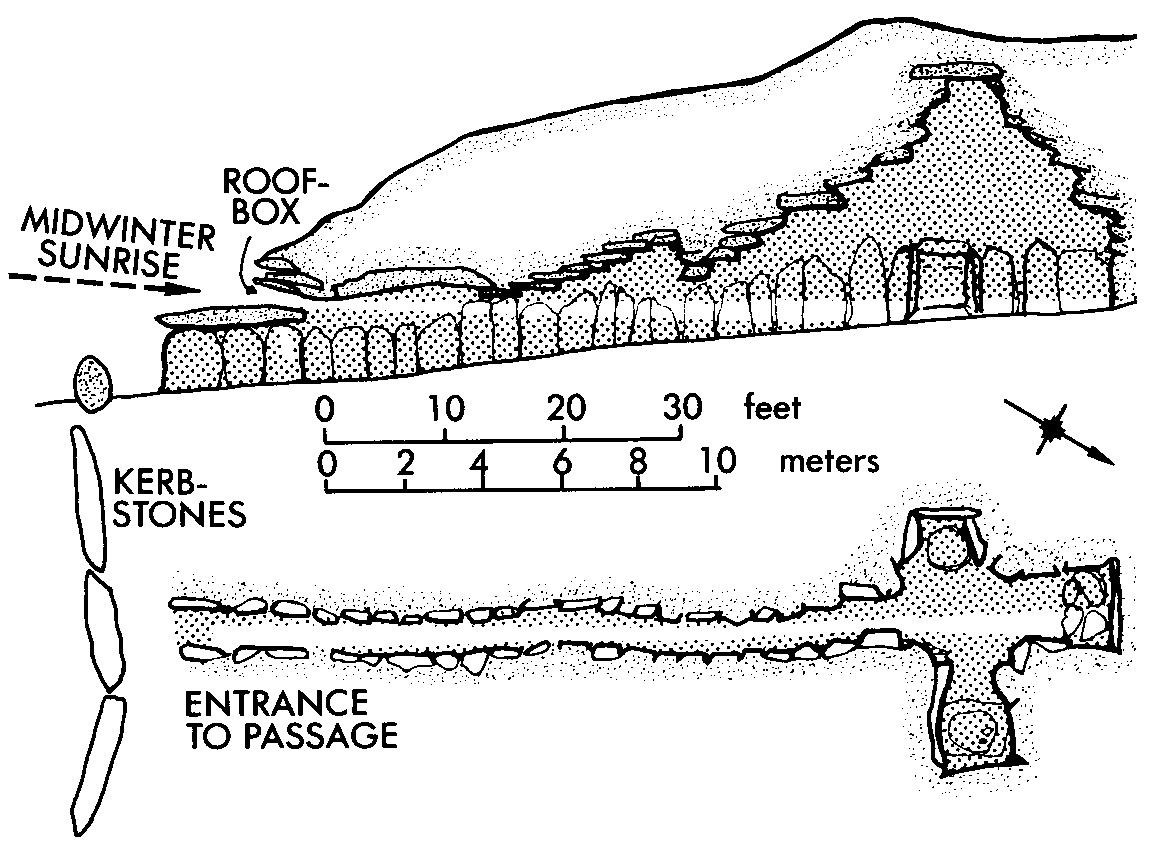 ROOF-
BOX
MIDWINTER
SUNRISE
0 10 20 30 feet
0 2 4 6 8 10 meters
KERB-
STONES
ENTRANCE
TO PASSAGE